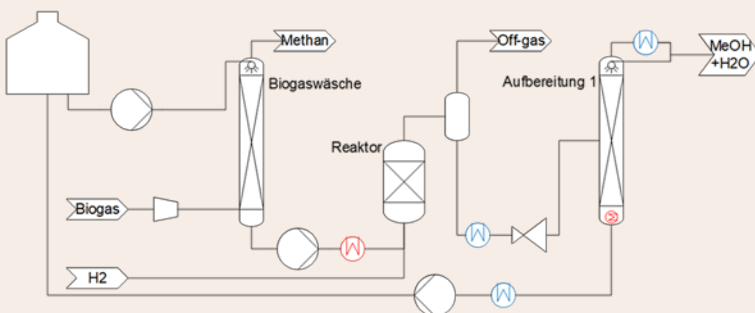 Methan
Off-gas
MeOH
+H2O
Biogaswäsche
Aufbereitung 1
Reaktor
Biogas
H2